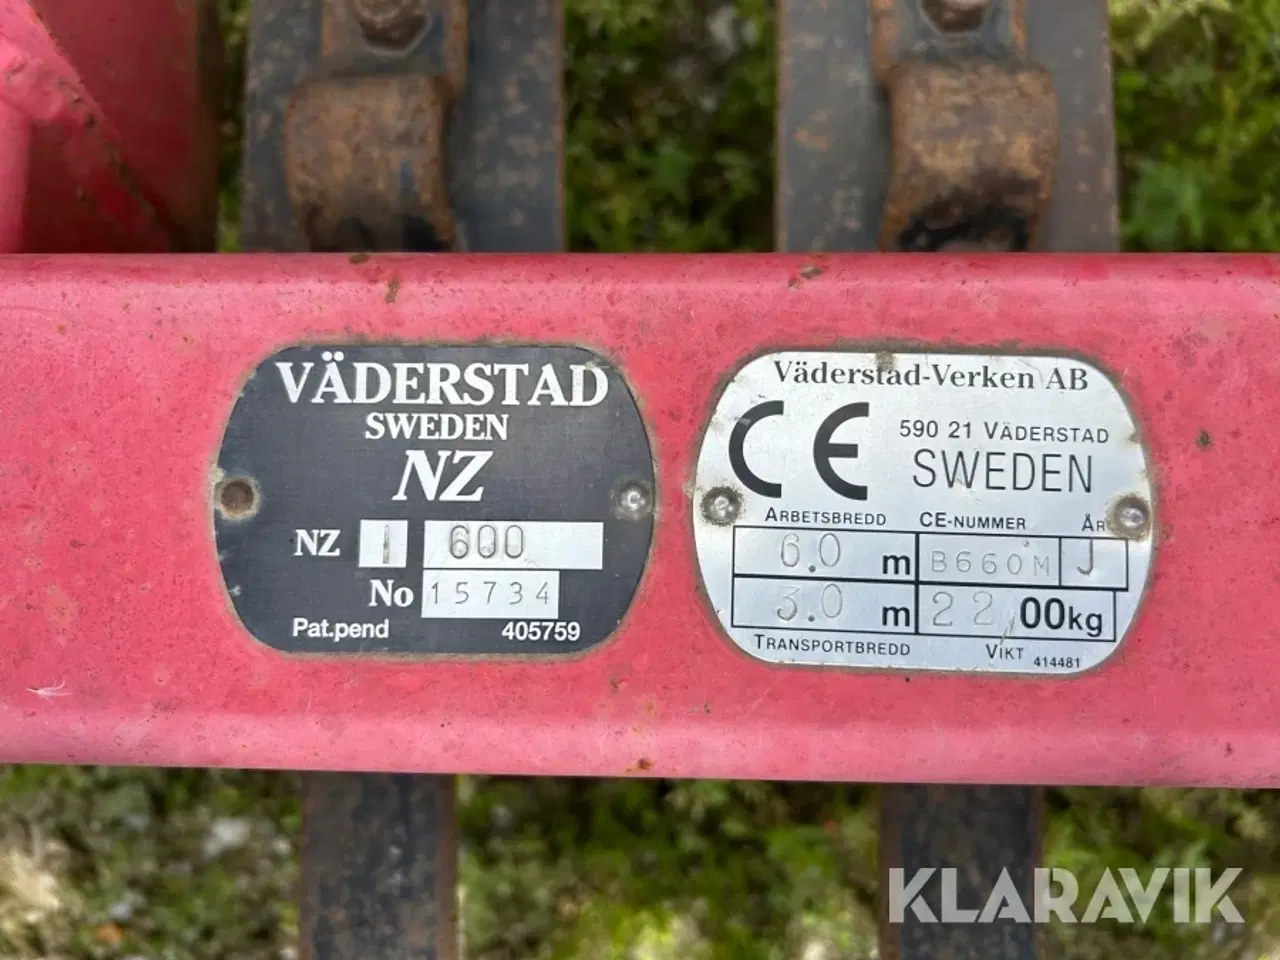 VÄDERSTAD
SWEDEN
NZ
NZ I 600
No 15734
Pat.pend 405759
Väderstad-Verken AB
CE
590 21 VÄDERSTAD
SWEDEN
ARBETSBREDD CE-NUMMER ÅR
6.0 m B660M J
3.0 m 22 00kg
TRANSPORTBREDD VIKT 414481
KLARAVIK